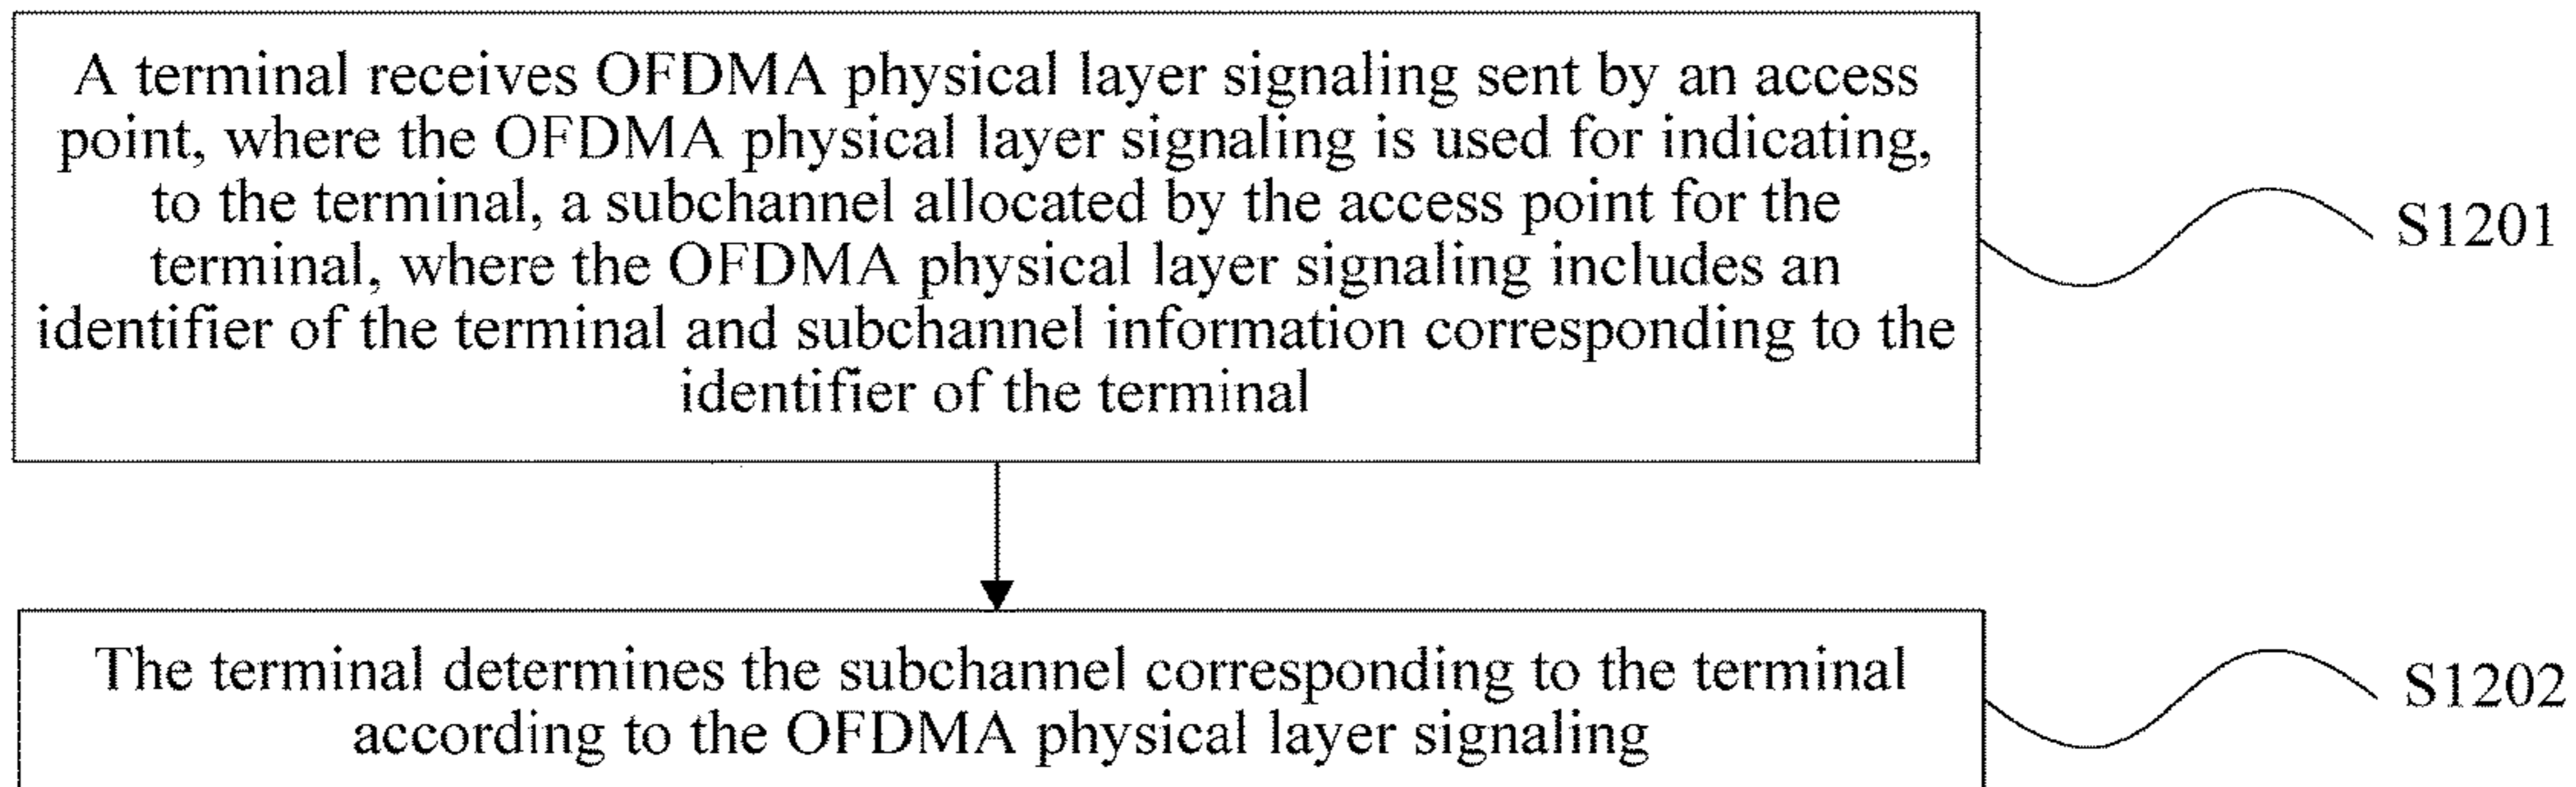 A terminal receives OFDMA physical layer signaling sent by an access
point, where the OFDMA physical layer signaling is used for indicating,
to the terminal, a subchannel allocated by the access point for the
terminal, where the OFDMA physical layer signaling includes an
identifier of the terminal and subchannel information corresponding to the
identifier of the terminal
S1201
The terminal determines the subchannel corresponding to the terminal
according to the OFDMA physical layer signaling
S1202